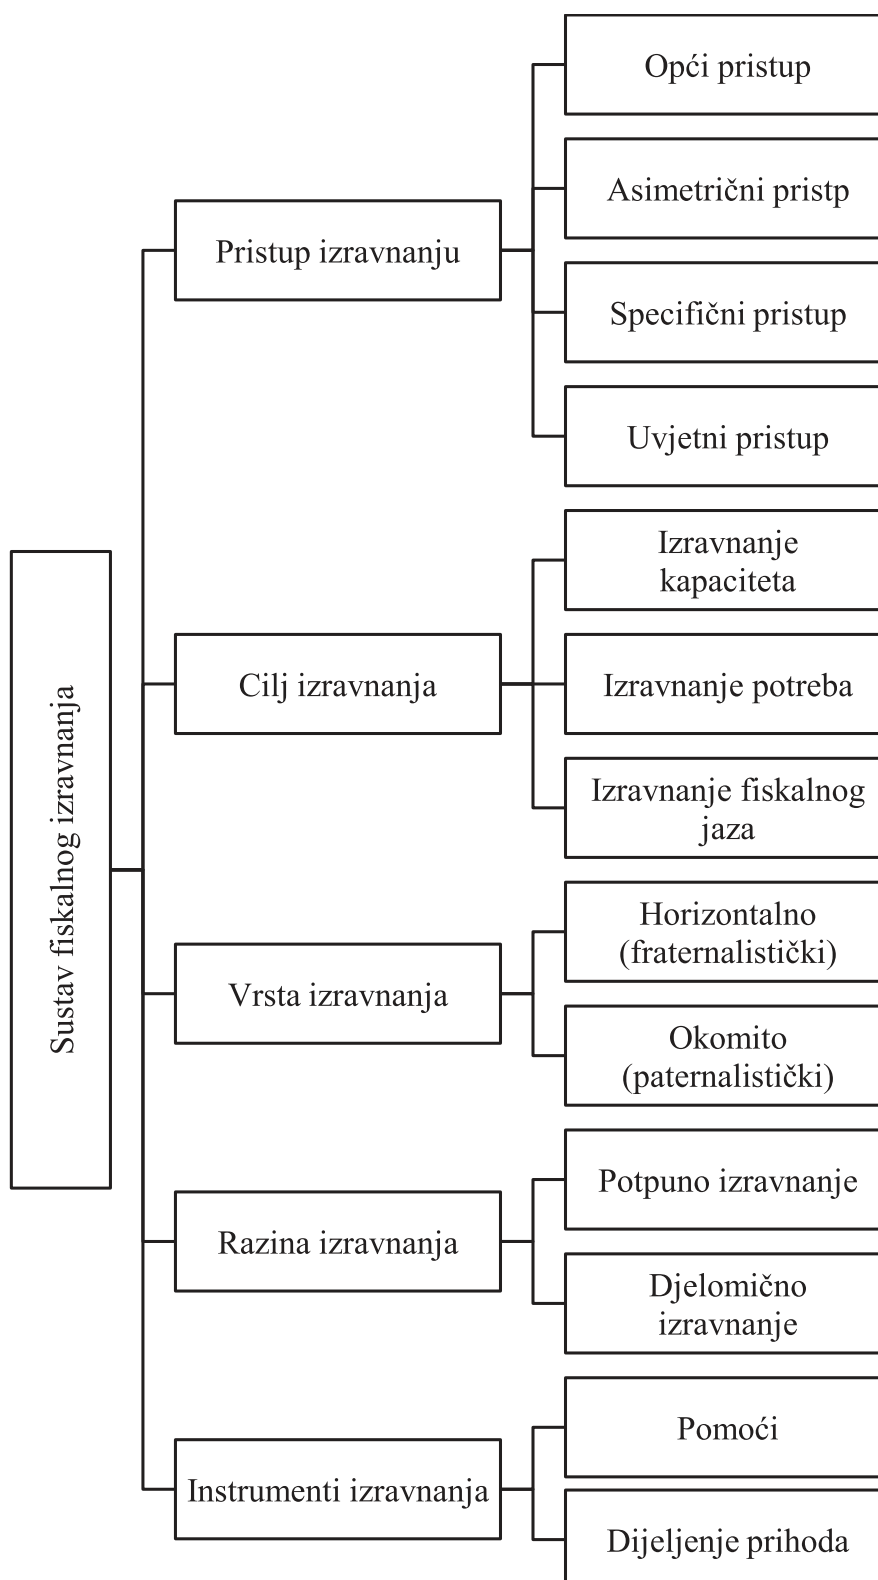 Sustav fiskalnog izravnanja
Pristup izravnanju
Opći pristup
Asimetrični pristp
Specifični pristup
Uvjetni pristup
Cilj izravnanja
Izravnanje
kapaciteta
Izravnanje potreba
Izravnanje fiskalnog
jaza
Vrsta izravnanja
Horizontalno
(fraternalistički)
Okomito
(paternalistički)
Razina izravnanja
Potpuno izravnanje
Djelomično
izravnanje
Instrumenti izravnanja
Pomoći
Dijeljenje prihoda